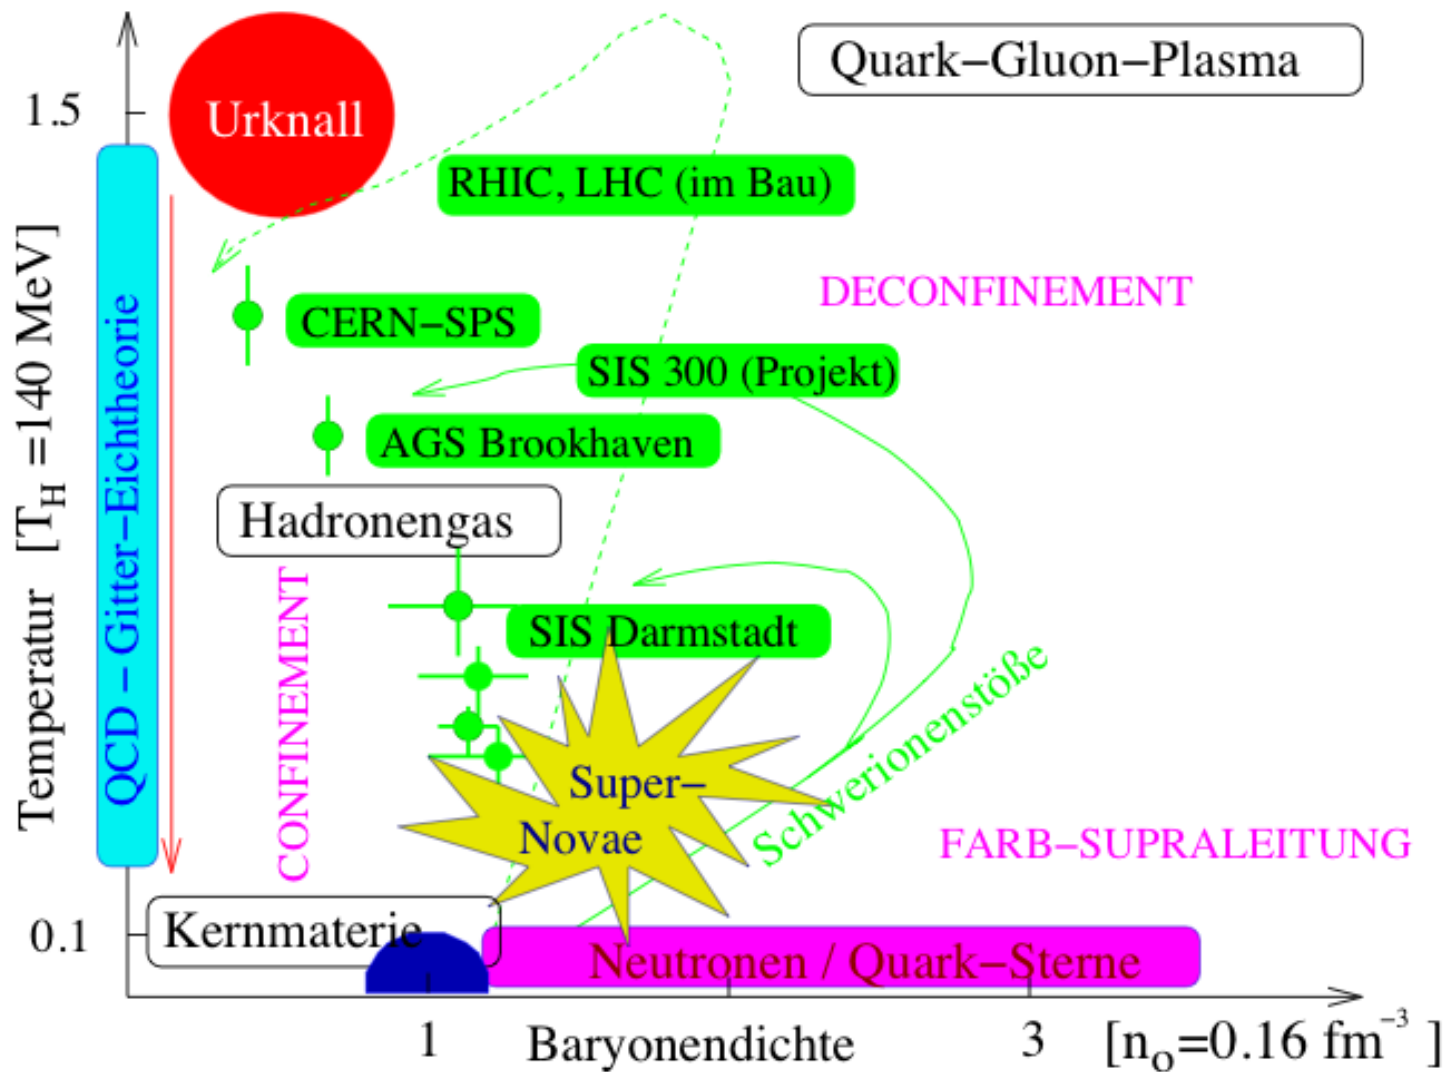 Quark–Gluon–Plasma
1.5
Urknall
RHIC, LHC (im Bau)
DECONFINEMENT
CERN–SPS
SIS 300 (Projekt)
AGS Brookhaven
Hadronengas
Temperatur [T_H =140 MeV]
QCD – Gitter–Eichtheorie
CONFINEMENT
SIS Darmstadt
Schwerionenstöße
Super–
Novae
FARB–SUPRALEITUNG
0.1
Kernmaterie
Neutronen / Quark–Sterne
1
Baryonendichte
3
[n_o=0.16 fm⁻³ ]